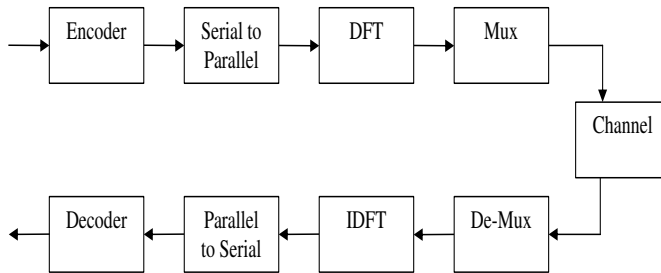 Encoder
Serial to
Parallel
DFT
Mux
Channel
Decoder
Parallel
to Serial
IDFT
De-Mux